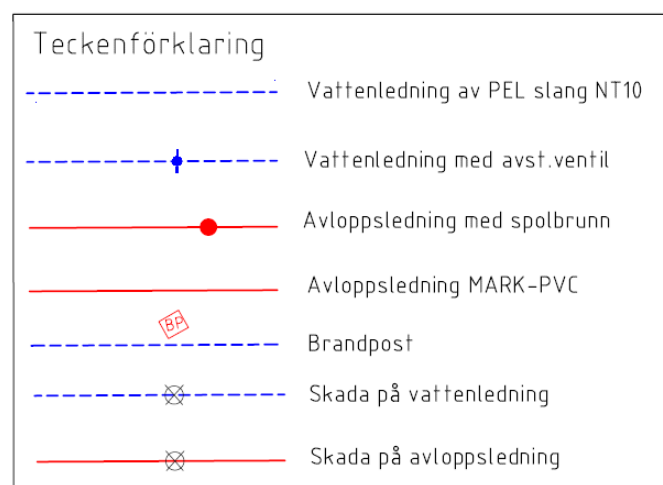 Teckenförklaring
Vattenledning av PEL slang NT10
Vattenledning med avst.ventil
Avloppsledning med spolbrunn
Avloppsledning MARK-PVC
BP
Brandpost
Skada på vattenledning
Skada på avloppsledning